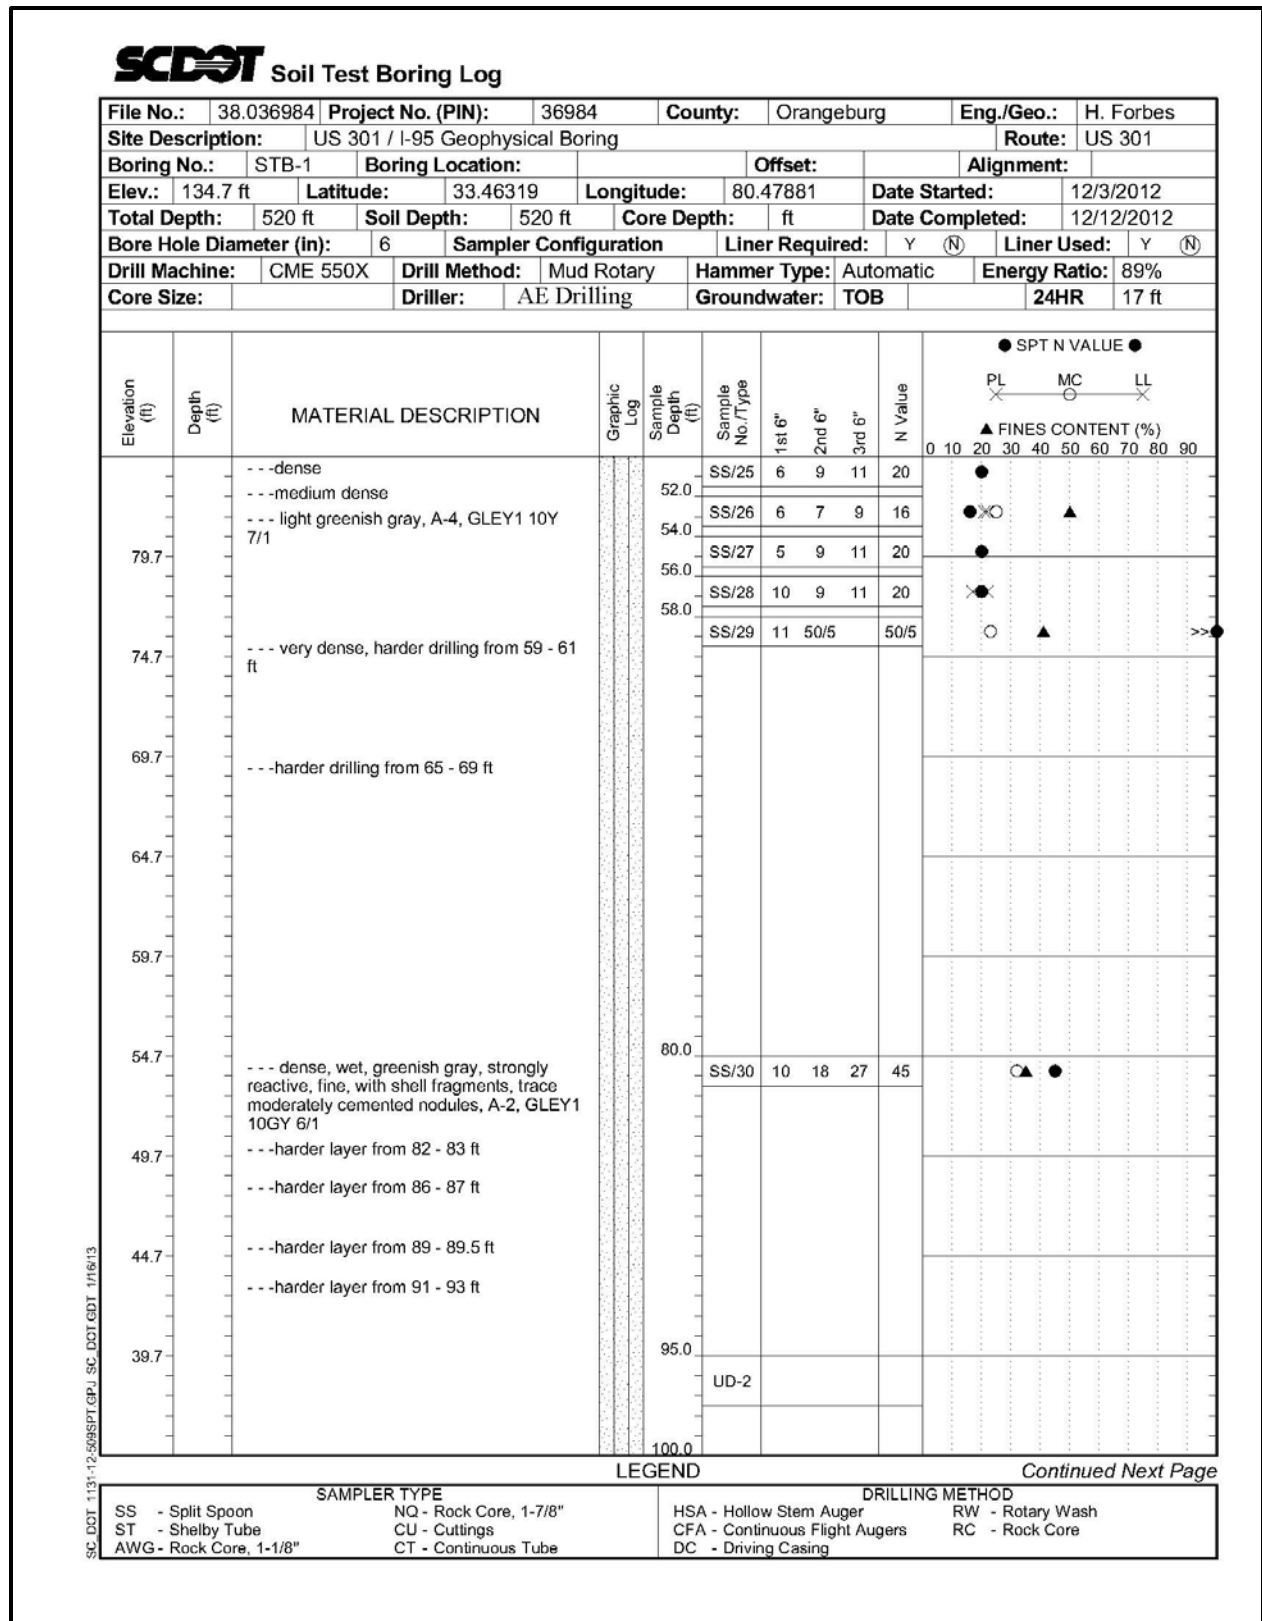 SCDOT Soil Test Boring Log
File No.: 38.036984 Project No. (PIN): 36984 County: Orangeburg Eng./Geo.: H. Forbes
Site Description: US 301 / I-95 Geophysical Boring Route: US 301
Boring No.: STB-1 Boring Location: Offset: Alignment:
Elev.: 134.7 ft Latitude: 33.46319 Longitude: 80.47881 Date Started: 12/3/2012
Total Depth: 520 ft Soil Depth: 520 ft Core Depth: ft Date Completed: 12/12/2012
Bore Hole Diameter (in): 6 Sampler Configuration Liner Required: Y N Liner Used: Y N
Drill Machine: CME 550X Drill Method: Mud Rotary Hammer Type: Automatic Energy Ratio: 89%
Core Size: Driller: AE Drilling Groundwater: TOB 24HR 17 ft
Elevation (ft)
Depth (ft)
MATERIAL DESCRIPTION
Graphic Log
Sample Depth (ft)
Sample No./Type
1st 6"
2nd 6"
3rd 6"
N Value
● SPT N VALUE ●
PL MC LL
▲ FINES CONTENT (%)
0 10 20 30 40 50 60 70 80 90
- - -dense
SS/25 6 9 11 20
- - -medium dense
52.0
- - - light greenish gray, A-4, GLEY1 10Y
7/1
SS/26 6 7 9 16
54.0
79.7
SS/27 5 9 11 20
56.0
SS/28 10 9 11 20
58.0
SS/29 11 50/5 50/5 >>
- - - very dense, harder drilling from 59 - 61
ft
74.7
69.7
- - -harder drilling from 65 - 69 ft
64.7
59.7
54.7
80.0
- - - dense, wet, greenish gray, strongly
reactive, fine, with shell fragments, trace
moderately cemented nodules, A-2, GLEY1
10GY 6/1
SS/30 10 18 27 45
- - -harder layer from 82 - 83 ft
49.7
- - -harder layer from 86 - 87 ft
- - -harder layer from 89 - 89.5 ft
44.7
- - -harder layer from 91 - 93 ft
39.7
95.0
UD-2
100.0
LEGEND
Continued Next Page
SAMPLER TYPE
SS - Split Spoon NQ - Rock Core, 1-7/8"
ST - Shelby Tube CU - Cuttings
AWG - Rock Core, 1-1/8" CT - Continuous Tube
DRILLING METHOD
HSA - Hollow Stem Auger RW - Rotary Wash
CFA - Continuous Flight Augers RC - Rock Core
DC - Driving Casing
SC_DOT 1131-12-509SPT.GPJ SC_DOT.GDT 1/16/13